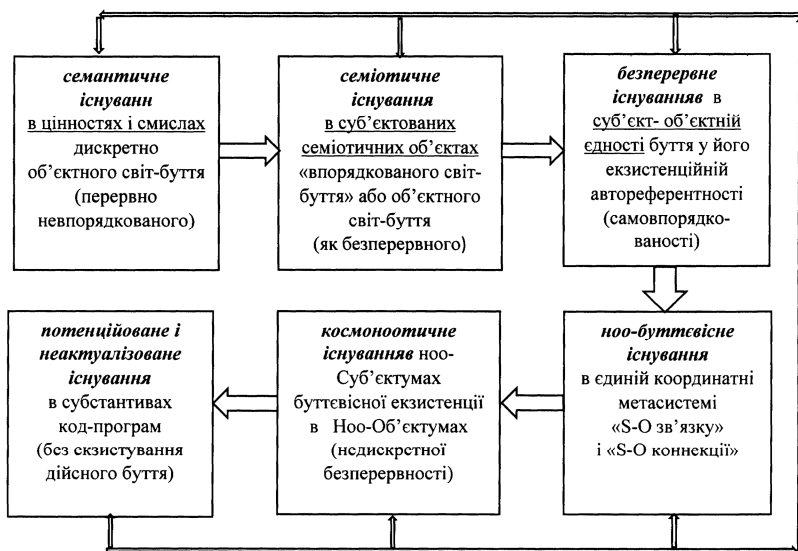 семантичне
існуванн
в цінностях і смислах
дискретно
об’єктного світ-буття
(перервно
невпорядкованого)
семіотичне
існування
в суб’єктованих
семіотичних об’єктах
«впорядкованого світ-
буття» або об’єктного
світ-буття
(як безперервного)
безперервне
існуванняв в
суб’єкт- об’єктній
єдності буття у його
екзистенційній
автореферентності
(самовпорядко-
ваності)
потенційоване і
неактуалізоване
існування
в субстантивах
код-програм
(без екзистування
дійсного буття)
космоноотичне
існуванняв ноо-
Суб’єктумах
буттєвісної екзистенції
в Ноо-Об’єктумах
(недискретної
безперервності)
ноо-буттєвісне
існування
в єдиній координатні
метасистемі
«S-O зв’язку»
і «S-O коннекції»